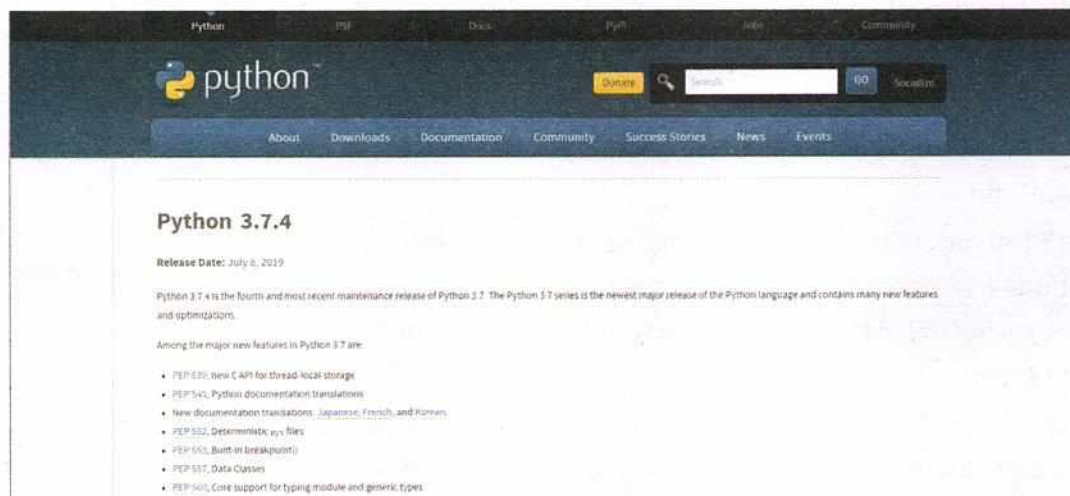 Python PSF Docs PyPI Jobs Community
python
Donate Search GO Socialize
About Downloads Documentation Community Success Stories News Events
Python 3.7.4
Release Date: July 8, 2019
Python 3.7.4 is the fourth and most recent maintenance release of Python 3.7. The Python 3.7 series is the newest major release of the Python language and contains many new features
and optimizations.
Among the major new features in Python 3.7 are:
PEP 539, new C API for thread-local storage
PEP 545, Python documentation translations
New documentation translations: Japanese, French, and Korean.
PEP 552, Deterministic pyc files
PEP 553, Built-in breakpoint()
PEP 557, Data Classes
PEP 560, Core support for typing module and generic types